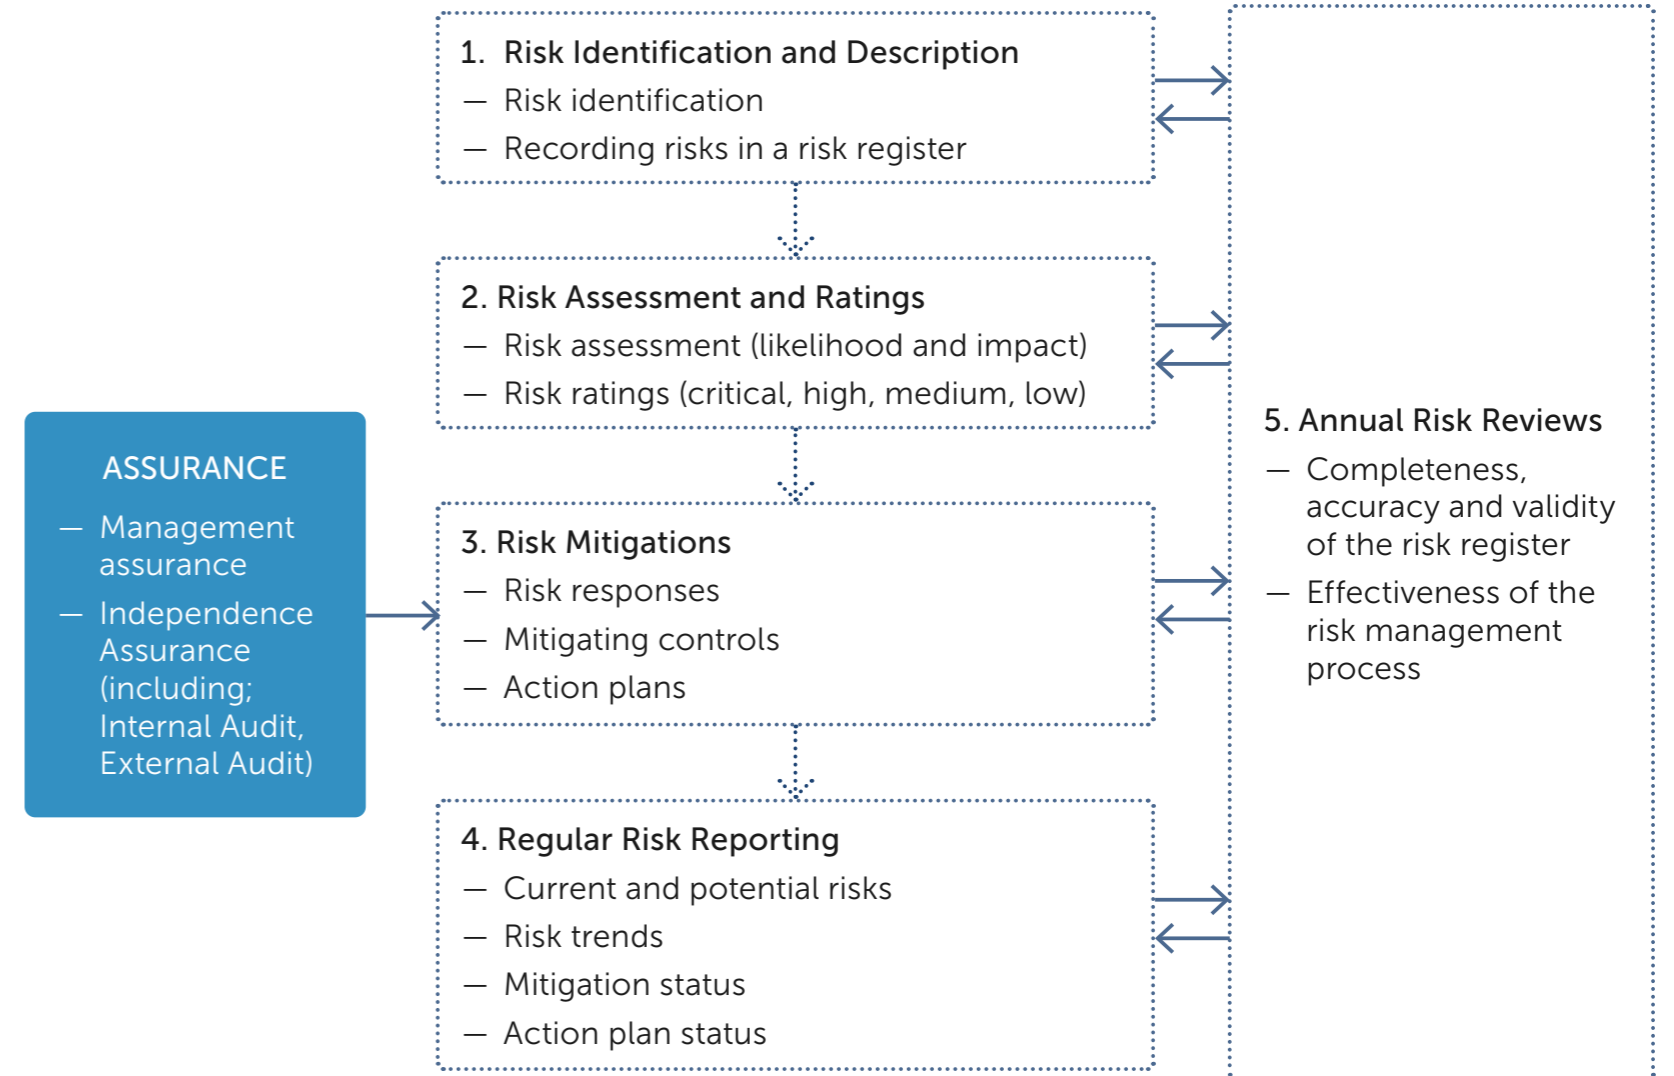 1. Risk Identification and Description
— Risk identification
— Recording risks in a risk register
2. Risk Assessment and Ratings
— Risk assessment (likelihood and impact)
— Risk ratings (critical, high, medium, low)
ASSURANCE
— Management
assurance
— Independence
Assurance
(including;
Internal Audit,
External Audit)
3. Risk Mitigations
— Risk responses
— Mitigating controls
— Action plans
4. Regular Risk Reporting
— Current and potential risks
— Risk trends
— Mitigation status
— Action plan status
5. Annual Risk Reviews
— Completeness,
accuracy and validity
of the risk register
— Effectiveness of the
risk management
process